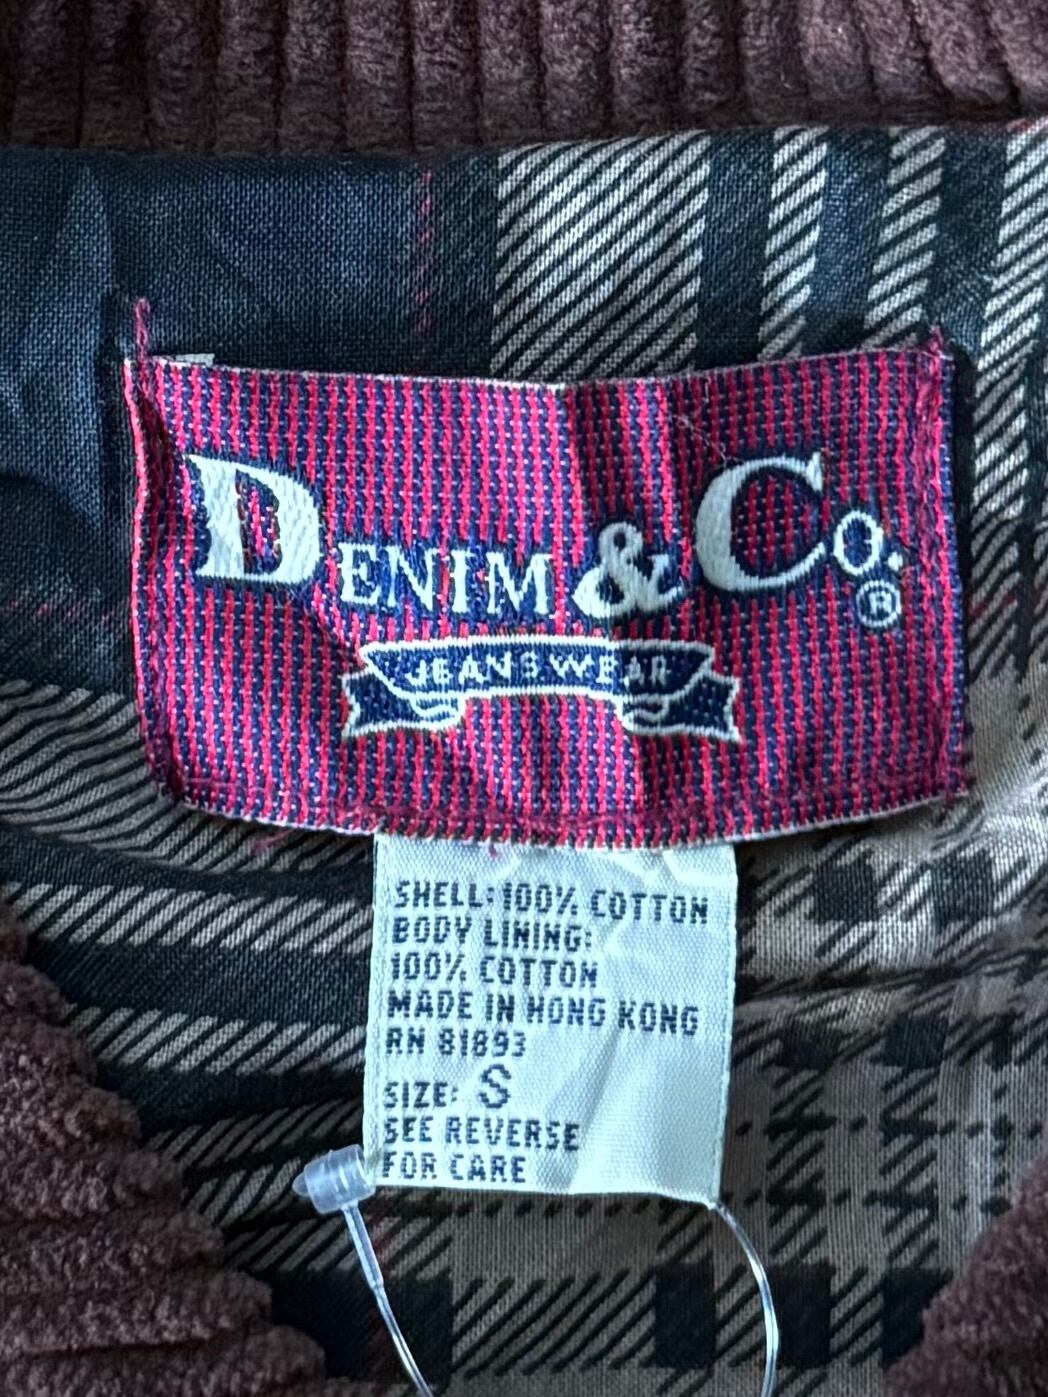 DENIM & CO.®
JEANSWEAR
SHELL: 100% COTTON
BODY LINING:
100% COTTON
MADE IN HONG KONG
RN 81893
SIZE: S
SEE REVERSE
FOR CARE